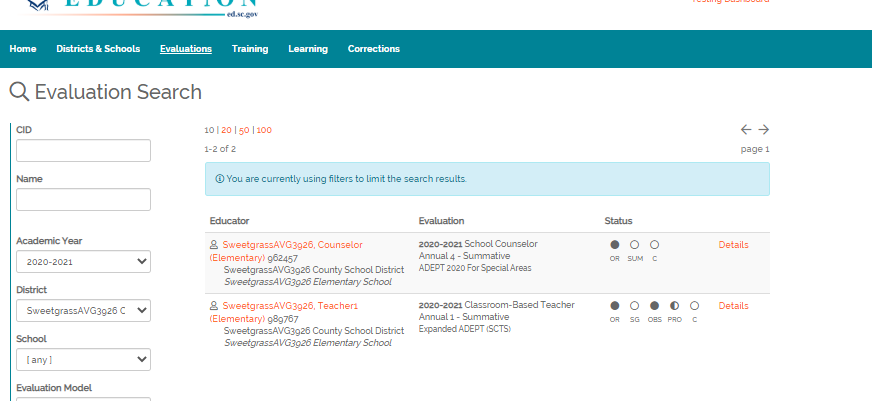 EDUCATION
ed.sc.gov
Testing Dashboard
Home Districts & Schools Evaluations Training Learning Corrections
Evaluation Search
CID
Name
Academic Year
2020-2021
District
SweetgrassAVG3926 C
School
[ any ]
Evaluation Model
10 | 20 | 50 | 100
1-2 of 2
page 1
You are currently using filters to limit the search results.
Educator Evaluation Status
SweetgrassAVG3926, Counselor
(Elementary) 962457
SweetgrassAVG3926 County School District
SweetgrassAVG3926 Elementary School
2020-2021 School Counselor
Annual 4 - Summative
ADEPT 2020 For Special Areas
OR SUM C
Details
SweetgrassAVG3926, Teacher1
(Elementary) 989767
SweetgrassAVG3926 County School District
SweetgrassAVG3926 Elementary School
2020-2021 Classroom-Based Teacher
Annual 1 - Summative
Expanded ADEPT (SCTS)
OR SG OBS PRO C
Details